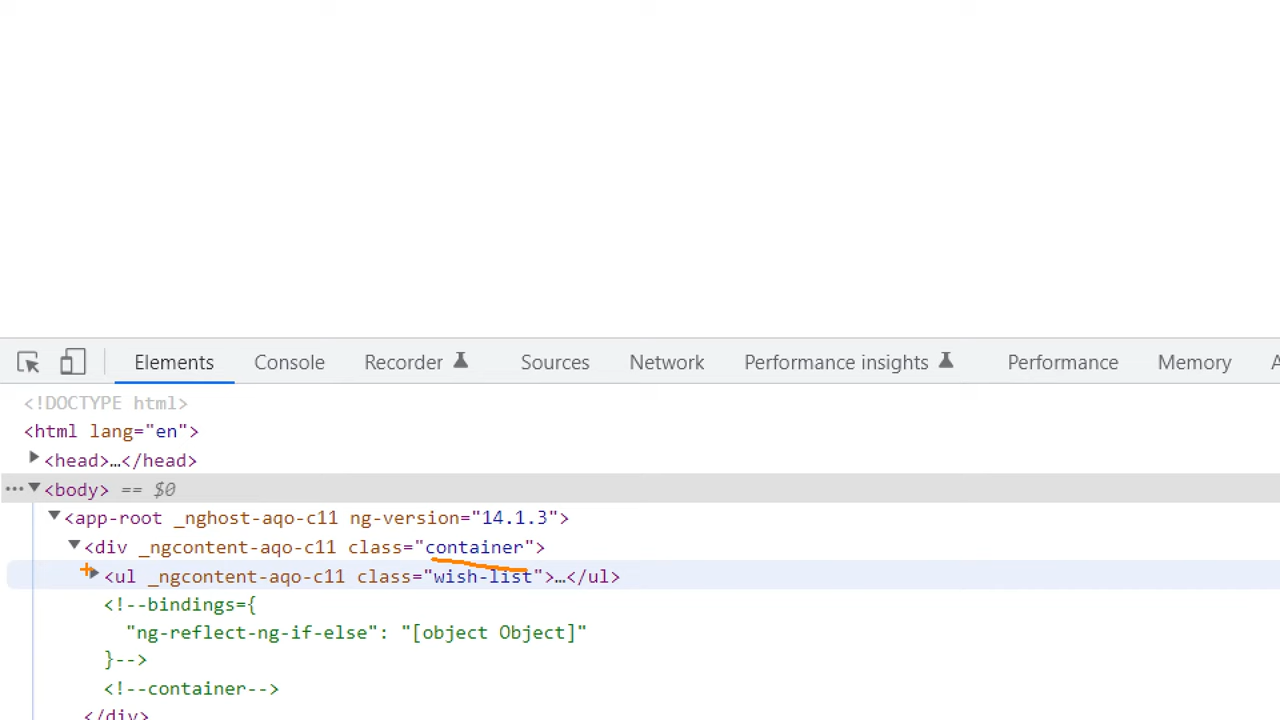 Elements Console Recorder Sources Network Performance insights Performance Memory A
<!DOCTYPE html>
<html lang="en">
<head>…</head>
<body> == $0
<app-root _nghost-aqo-c11 ng-version="14.1.3">
<div _ngcontent-aqo-c11 class="container">
<ul _ngcontent-aqo-c11 class="wish-list">…</ul>
<!--bindings={
"ng-reflect-ng-if-else": "[object Object]"
}-->
<!--container-->
</div>